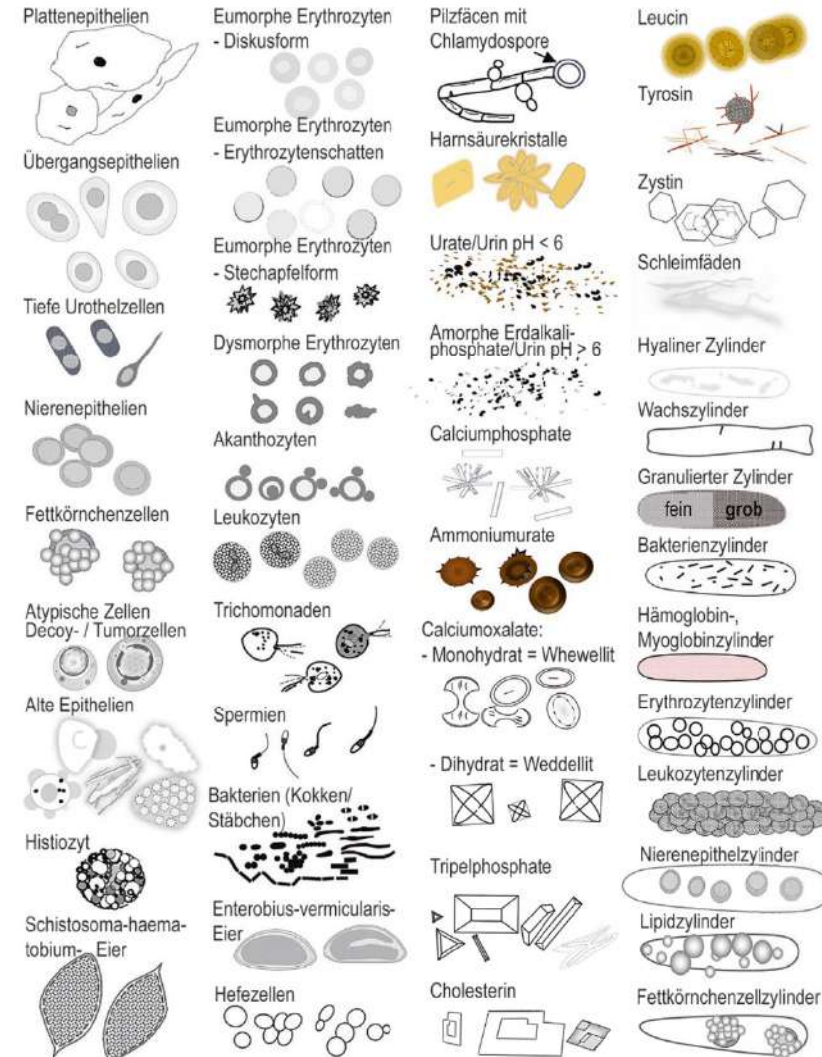 Plattenepithelien
Übergangsepithelien
Tiefe Urothelzellen
Nierenepithelien
Fettkörnchenzellen
Atypische Zellen
Decoy- / Tumorzellen
Alte Epithelien
Histiozyt
Schistosoma-haema-
tobium- Eier
Eumorphe Erythrozyten
- Diskusform
Eumorphe Erythrozyten
- Erythrozytenschatten
Eumorphe Erythrozyten
- Stechapfelform
Dysmorphe Erythrozyten
Akanthozyten
Leukozyten
Trichomonaden
Spermien
Bakterien (Kokken/
Stäbchen)
Enterobius-vermicularis-
Eier
Hefezellen
Pilzfäcen mit
Chlamydospore
Harnsäurekristalle
Urate/Urin pH < 6
Amorphe Erdalkali-
phosphate/Urin pH > 6
Calciumphosphate
Ammoniumurate
Calciumoxalate:
- Monohydrat = Whewellit
- Dihydrat = Weddellit
Tripelphosphate
Cholesterin
Leucin
Tyrosin
Zystin
Schleimfäden
Hyaliner Zylinder
Wachszylinder
Granulierter Zylinder
fein grob
Bakterienzylinder
Hämoglobin-,
Myoglobinzylinder
Erythrozytenzylinder
Leukozytenzylinder
Nierenepithelzylinder
Lipidzylinder
Fettkörnchenzellzylinder